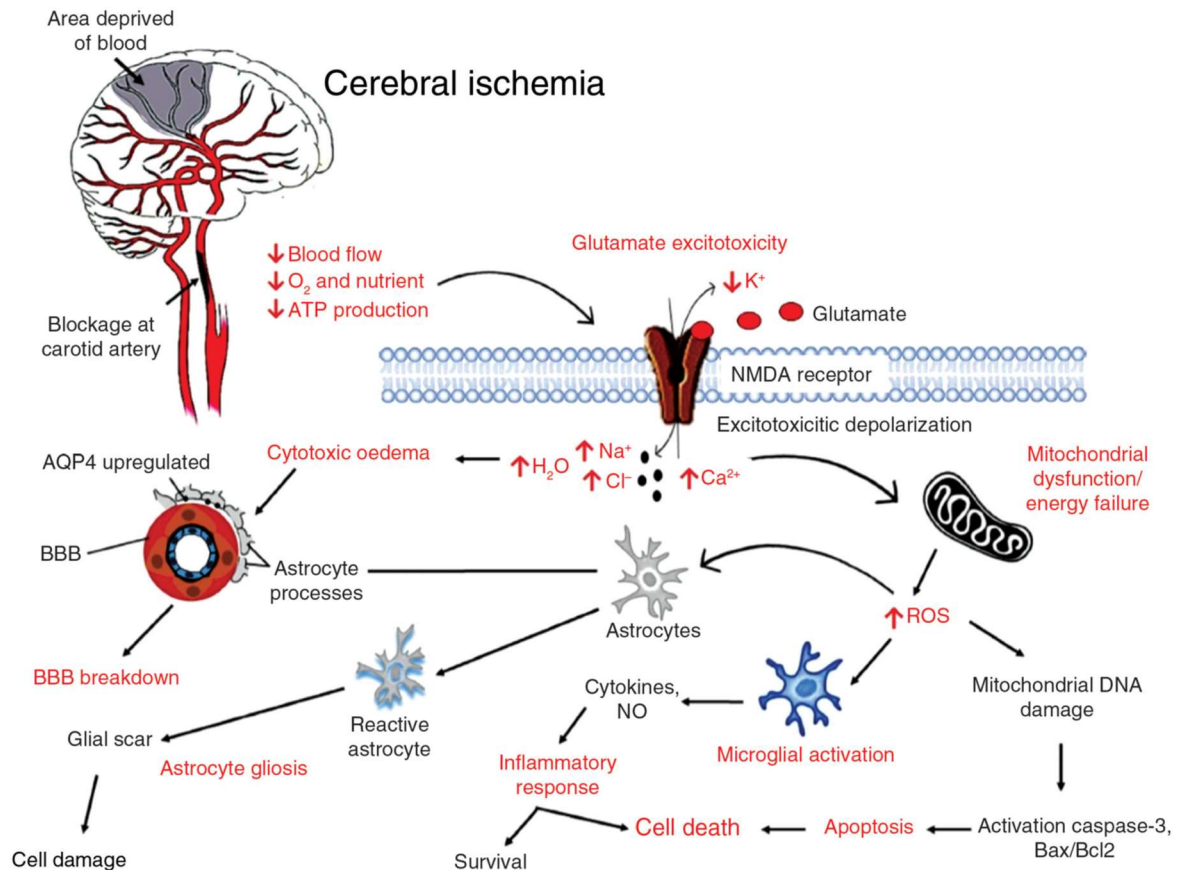 Area deprived
of blood
Cerebral ischemia
↓ Blood flow
↓ O₂ and nutrient
↓ ATP production
Blockage at
carotid artery
Glutamate excitotoxicity
↓ K⁺
Glutamate
NMDA receptor
Excitotoxicitic depolarization
AQP4 upregulated
Cytotoxic oedema
↑ H₂O
↑ Na⁺
↑ Cl⁻
↑ Ca²⁺
Mitochondrial
dysfunction/
energy failure
BBB
Astrocyte
processes
Astrocytes
↑ ROS
BBB breakdown
Reactive
astrocyte
Cytokines,
NO
Mitochondrial DNA
damage
Glial scar
Astrocyte gliosis
Inflammatory
response
Microglial activation
Cell damage
Survival
Cell death
Apoptosis
Activation caspase-3,
Bax/Bcl2